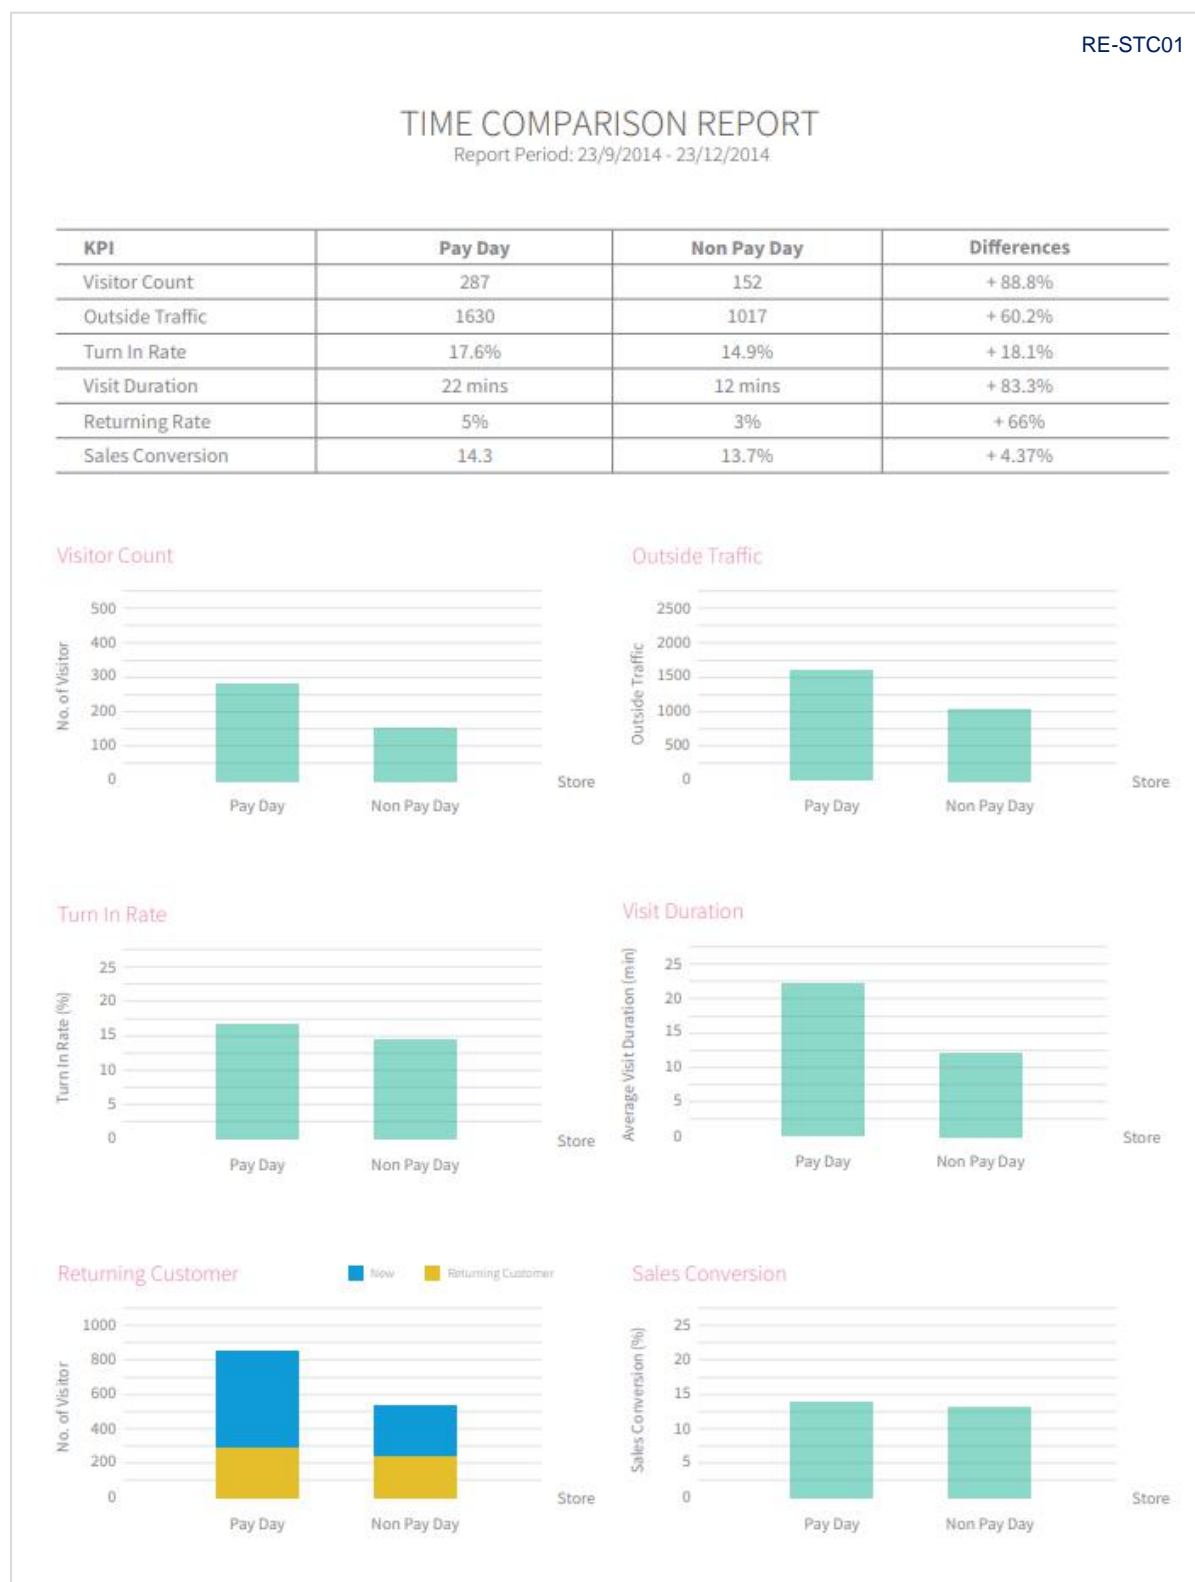 RE-STC01
TIME COMPARISON REPORT
Report Period: 23/9/2014 - 23/12/2014
KPI Pay Day Non Pay Day Differences
Visitor Count 287 152 + 88.8%
Outside Traffic 1630 1017 + 60.2%
Turn In Rate 17.6% 14.9% + 18.1%
Visit Duration 22 mins 12 mins + 83.3%
Returning Rate 5% 3% + 66%
Sales Conversion 14.3 13.7% + 4.37%
Visitor Count
No. of Visitor
500
400
300
200
100
0
Pay Day Non Pay Day
Store
Outside Traffic
Outside Traffic
2500
2000
1500
1000
500
0
Pay Day Non Pay Day
Store
Turn In Rate
Turn In Rate (%)
25
20
15
10
5
0
Pay Day Non Pay Day
Store
Visit Duration
Average Visit Duration (min)
25
20
15
10
5
0
Pay Day Non Pay Day
Store
Returning Customer
New Returning Customer
No. of Visitor
1000
800
600
400
200
0
Pay Day Non Pay Day
Store
Sales Conversion
Sales Conversion (%)
25
20
15
10
5
0
Pay Day Non Pay Day
Store